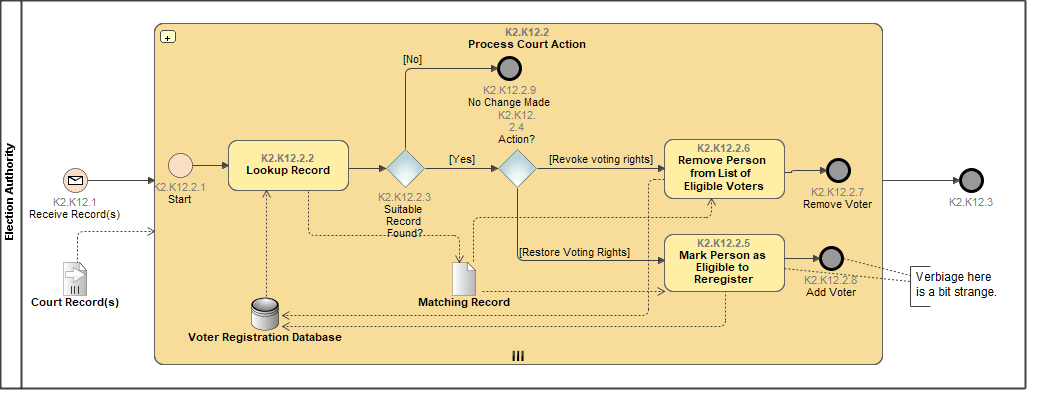 Election Authority
K2.K12.1
Receive Record(s)
Court Record(s)
K2.K12.2
Process Court Action
K2.K12.2.1
Start
K2.K12.2.2
Lookup Record
K2.K12.2.3
Suitable
Record
Found?
[No]
K2.K12.2.9
No Change Made
[Yes]
K2.K12.
2.4
Action?
[Revoke voting rights]
K2.K12.2.6
Remove Person
from List of
Eligible Voters
K2.K12.2.7
Remove Voter
[Restore Voting Rights]
K2.K12.2.5
Mark Person as
Eligible to
Reregister
K2.K12.2.8
Add Voter
Matching Record
Voter Registration Database
K2.K12.3
Verbiage here
is a bit strange.